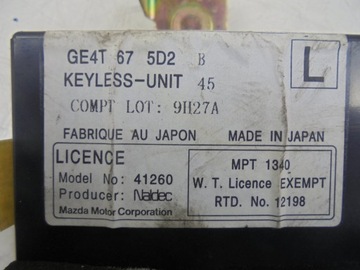 GE4T 67 5D2 B
KEYLESS-UNIT 45
L
COMPT LOT: 9H27A
FABRIQUE AU JAPON MADE IN JAPAN
LICENCE
Model No: 41260
Producer: Naldec
Mazda Motor Corporation
MPT 1340
W. T. Licence EXEMPT
RTD. No. 12198